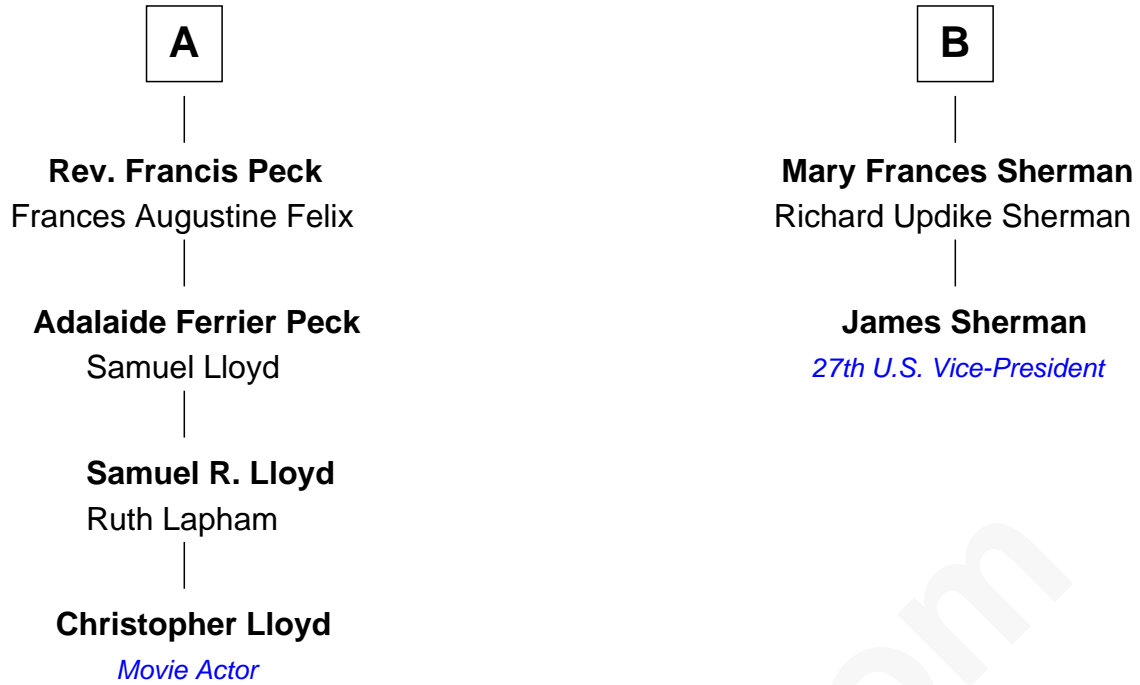 A
Rev. Francis Peck
Frances Augustine Felix
Adalaide Ferrier Peck
Samuel Lloyd
Samuel R. Lloyd
Ruth Lapham
Christopher Lloyd
Movie Actor
B
Mary Frances Sherman
Richard Updike Sherman
James Sherman
27th U.S. Vice-President
om